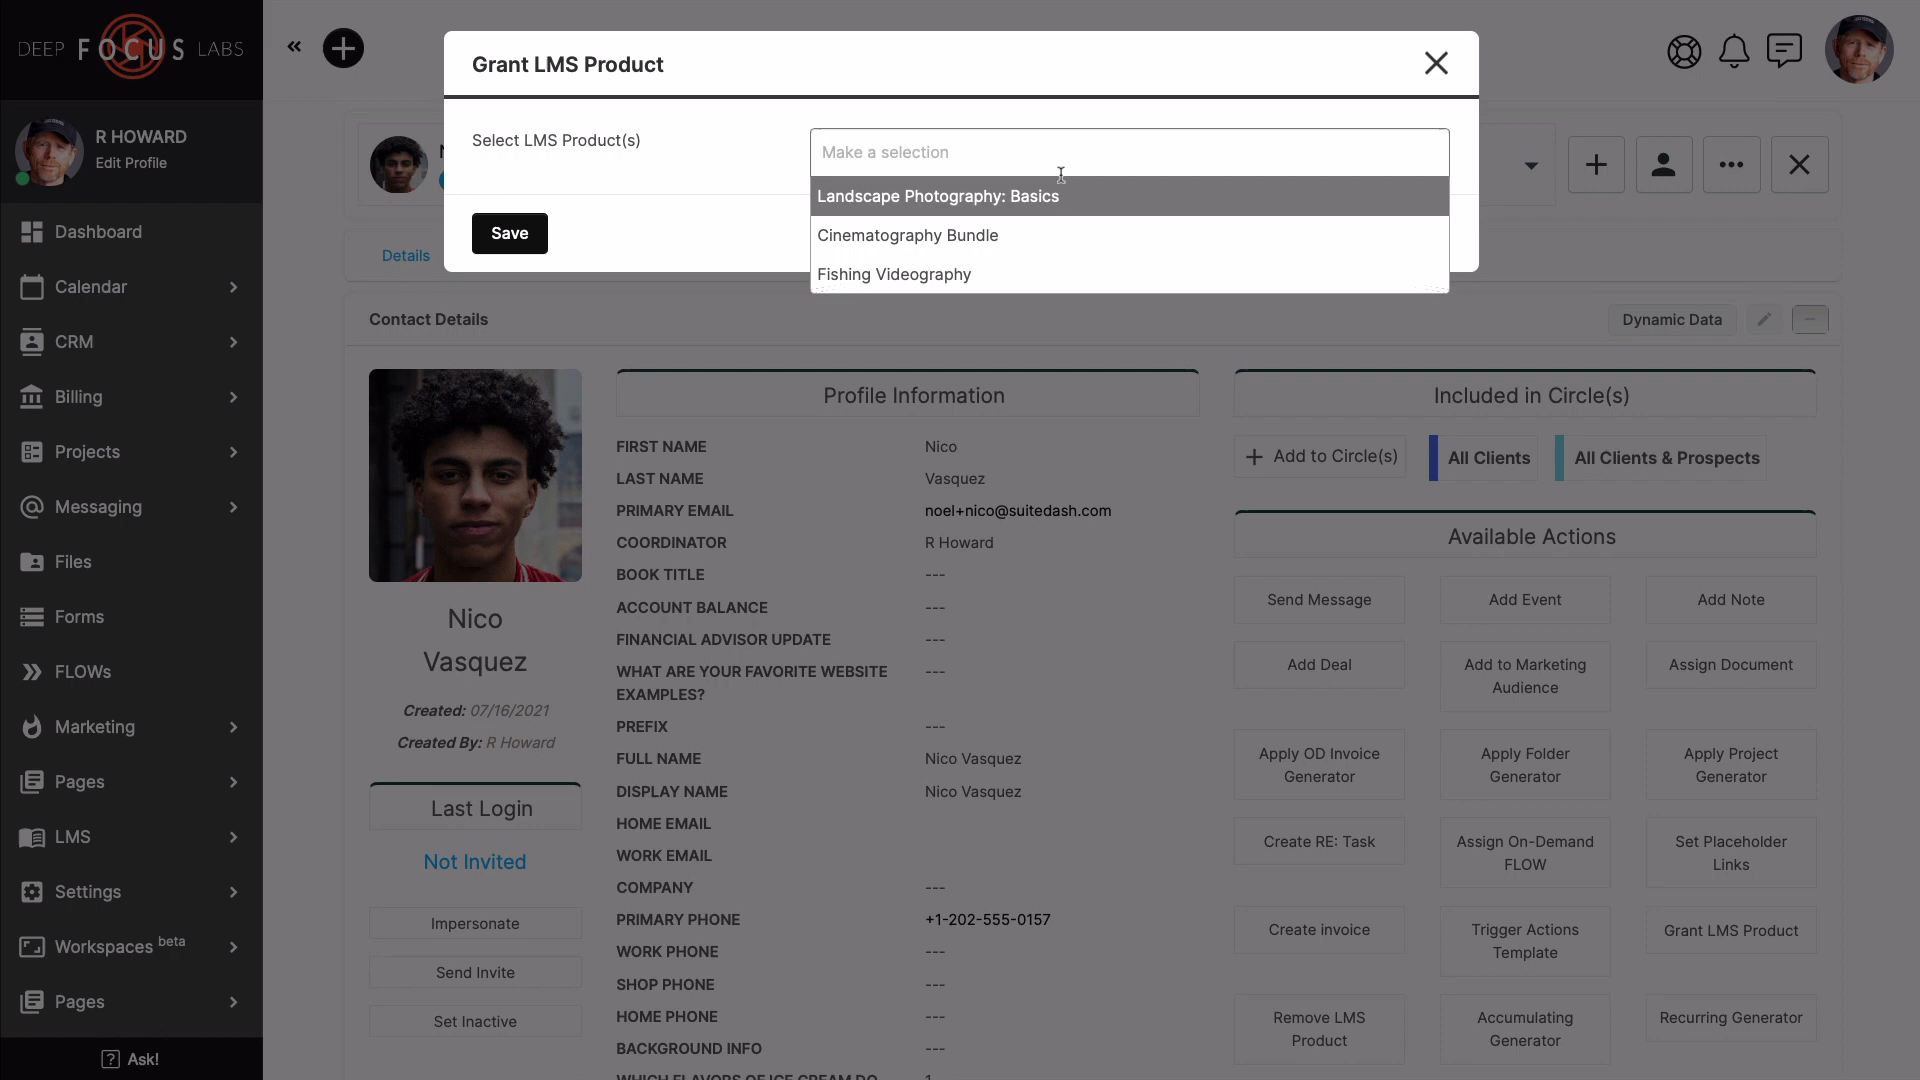 DEEP FOCUS LABS
R HOWARD
Edit Profile
Dashboard
Calendar
CRM
Billing
Projects
Messaging
Files
Forms
FLOWs
Marketing
Pages
LMS
Settings
Workspaces beta
Pages
Ask!
Grant LMS Product
Select LMS Product(s)
Make a selection
Landscape Photography: Basics
Cinematography Bundle
Fishing Videography
Save
Details
Contact Details
Dynamic Data
Nico
Vasquez
Created: 07/16/2021
Created By: R Howard
Last Login
Not Invited
Impersonate
Send Invite
Set Inactive
Profile Information
FIRST NAME Nico
LAST NAME Vasquez
PRIMARY EMAIL noel+nico@suitedash.com
COORDINATOR R Howard
BOOK TITLE ---
ACCOUNT BALANCE ---
FINANCIAL ADVISOR UPDATE ---
WHAT ARE YOUR FAVORITE WEBSITE ---
EXAMPLES?
PREFIX ---
FULL NAME Nico Vasquez
DISPLAY NAME Nico Vasquez
HOME EMAIL
WORK EMAIL
COMPANY ---
PRIMARY PHONE +1-202-555-0157
WORK PHONE ---
SHOP PHONE ---
HOME PHONE ---
BACKGROUND INFO ---
WHICH FLAVORS OF ICE CREAM DO 1
Included in Circle(s)
Add to Circle(s)
All Clients
All Clients & Prospects
Available Actions
Send Message
Add Event
Add Note
Add Deal
Add to Marketing
Audience
Assign Document
Apply OD Invoice
Generator
Apply Folder
Generator
Apply Project
Generator
Create RE: Task
Assign On-Demand
FLOW
Set Placeholder
Links
Create invoice
Trigger Actions
Template
Grant LMS Product
Remove LMS
Product
Accumulating
Generator
Recurring Generator